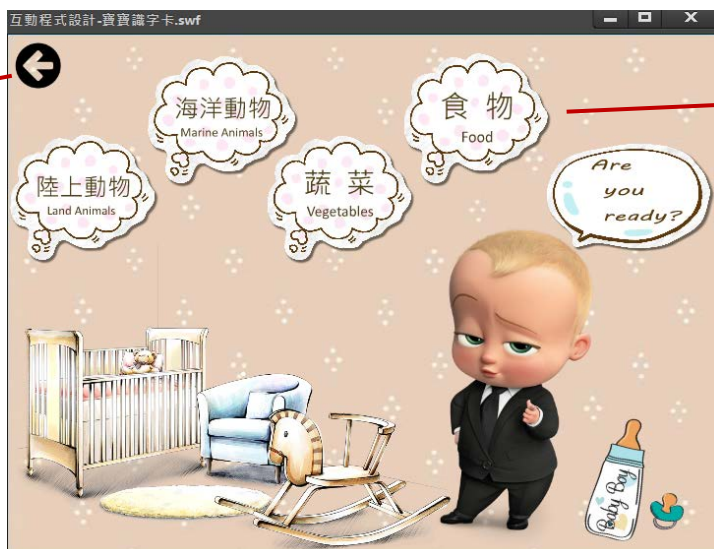 互動程式設計-寶寶識字卡.swf
海洋動物
Marine Animals
食 物
Food
陸上動物
Land Animals
蔬 菜
Vegetables
Are
you
ready?
Baby Boy